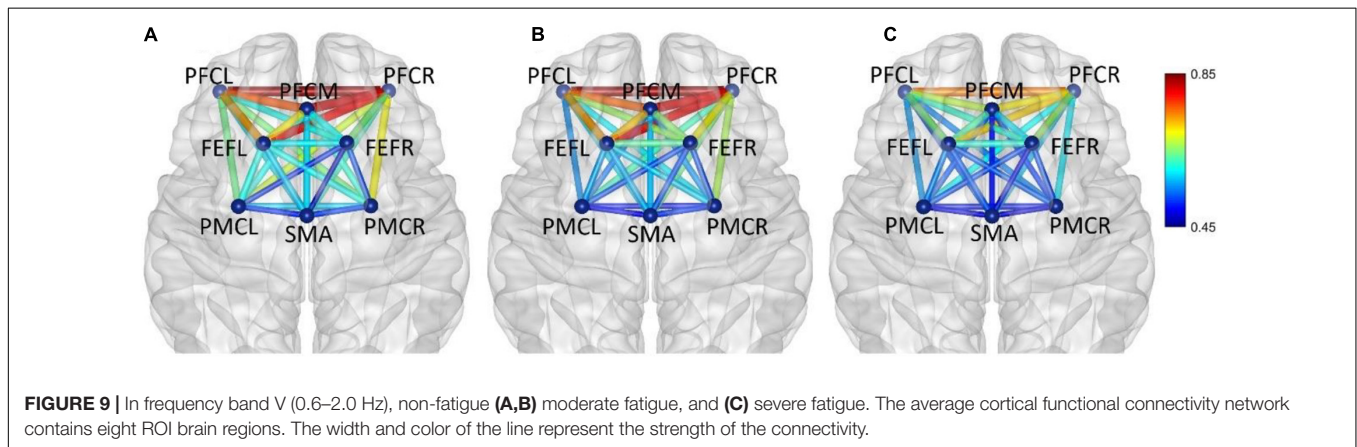 A
B
C
PFCL
PFCR
PFCM
FEFL
FEFR
PMCL
SMA
PMCR
PFCL
PFCR
PFCM
FEFL
FEFR
PMCL
SMA
PMCR
PFCL
PFCR
PFCM
FEFL
FEFR
PMCL
SMA
PMCR
0.85
0.45
FIGURE 9 | In frequency band V (0.6–2.0 Hz), non-fatigue (A,B) moderate fatigue, and (C) severe fatigue. The average cortical functional connectivity network
contains eight ROI brain regions. The width and color of the line represent the strength of the connectivity.